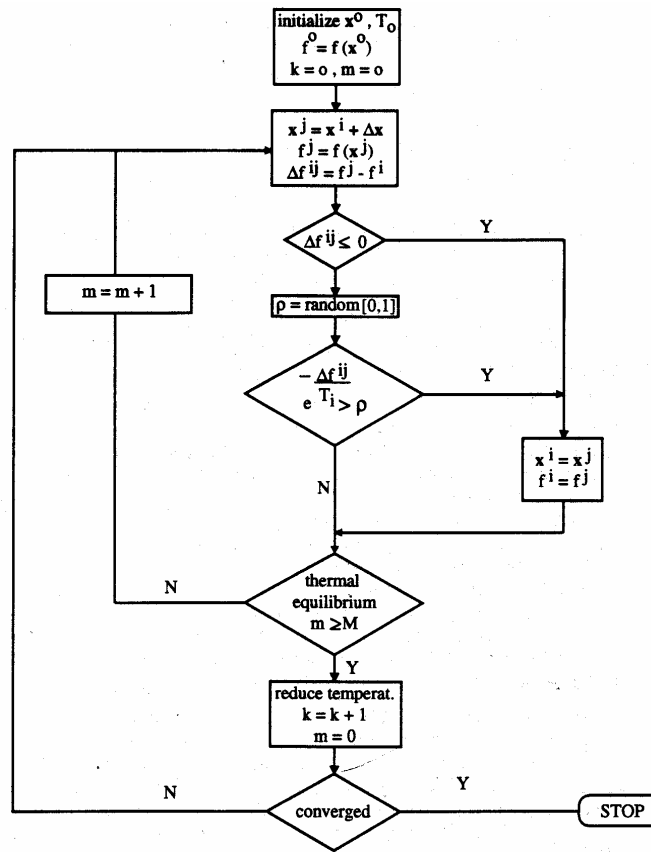 initialize x⁰ , T₀
f⁰ = f (x⁰)
k = o , m = o
xʲ = xⁱ + Δx
fʲ = f (xʲ)
Δfⁱʲ = fʲ - fⁱ
Δfⁱʲ ≤ 0
Y
m = m + 1
ρ = random [0,1]
- Δfⁱʲ
e Tᵢ > ρ
Y
xⁱ = xʲ
fⁱ = fʲ
N
thermal
equilibrium
m ≥ M
N
Y
reduce temperat.
k = k + 1
m = 0
N
converged
Y
STOP